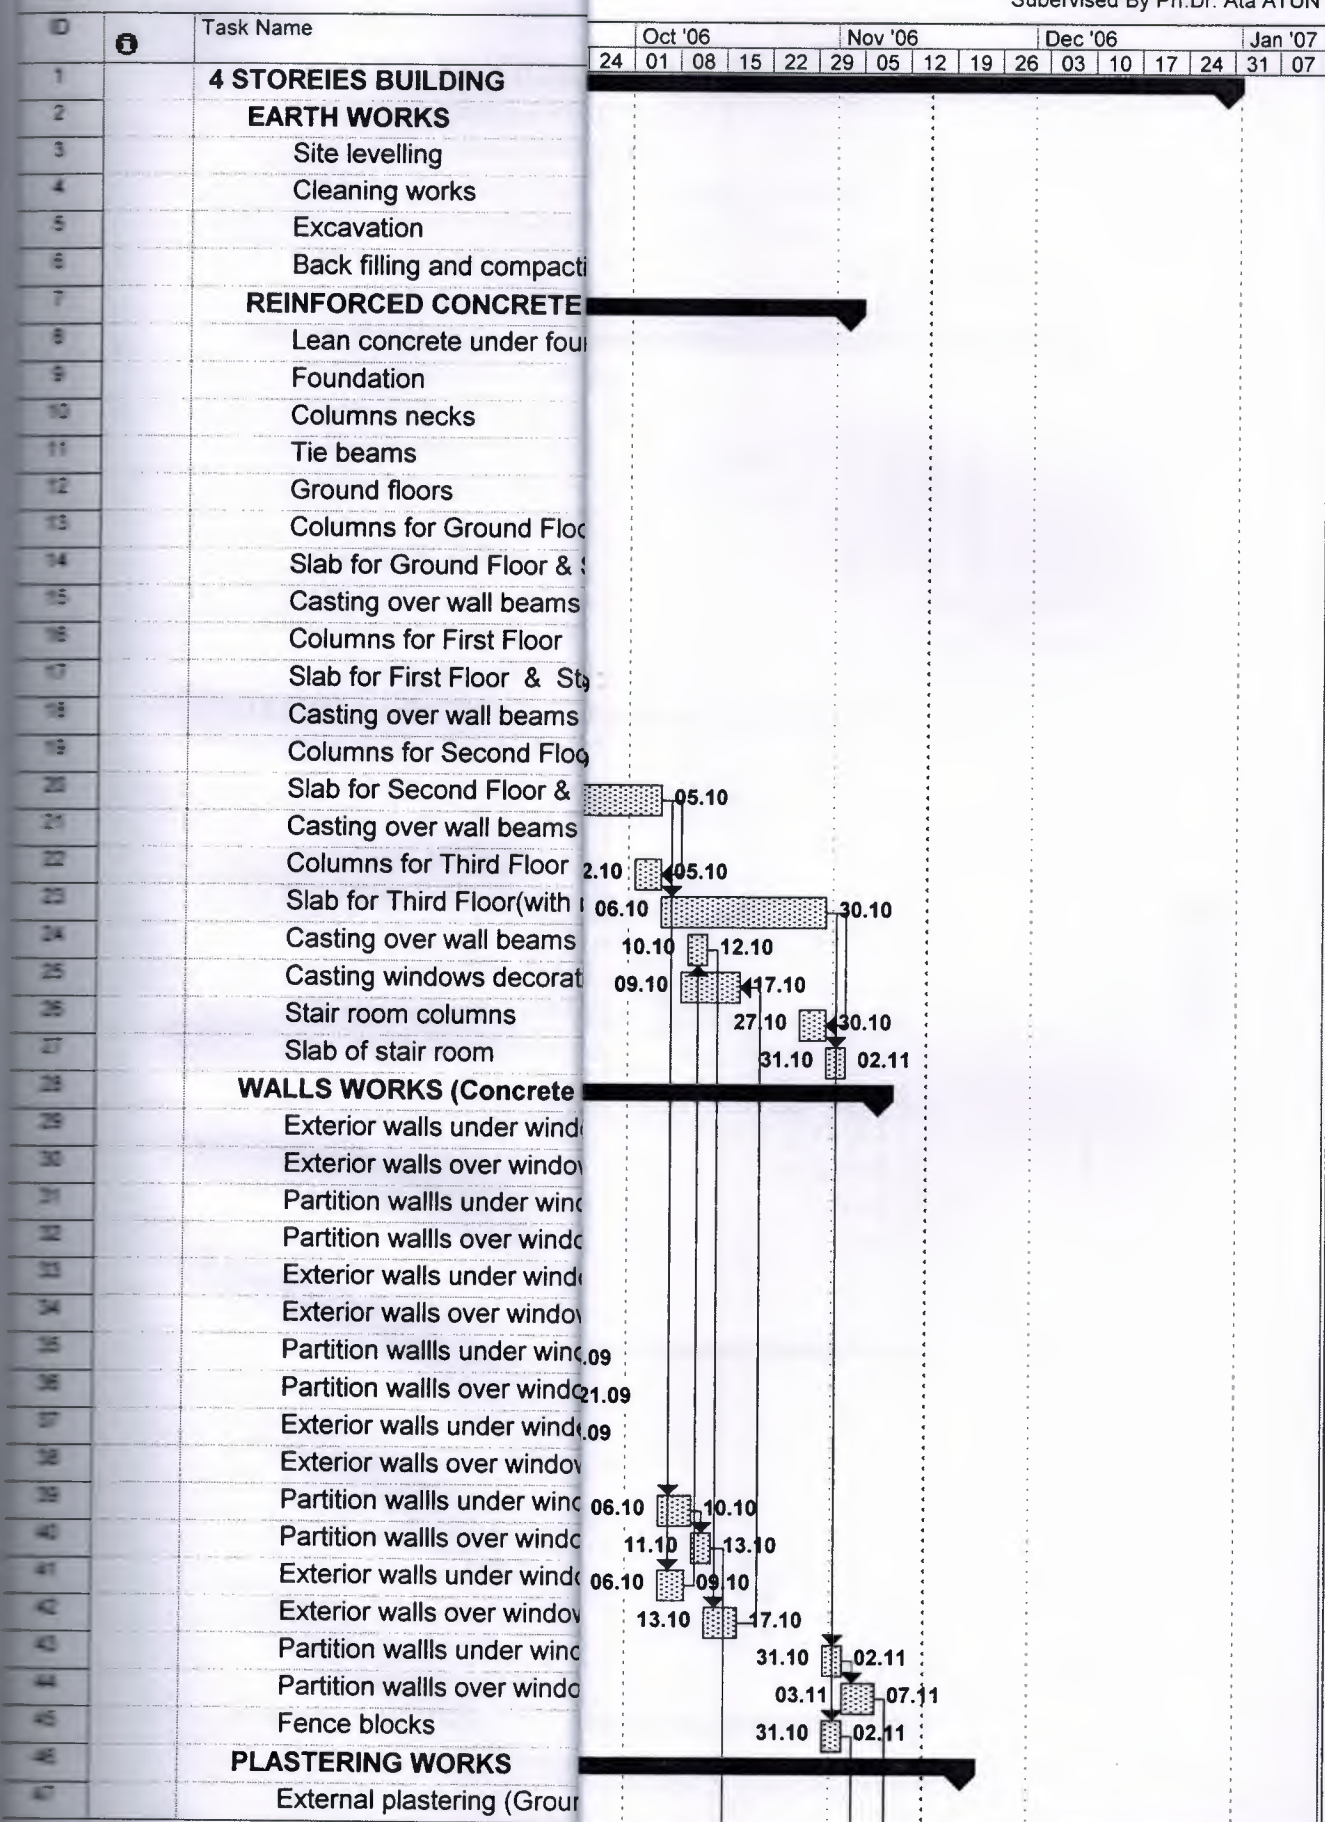 Supervised By Ph.Dr. Ata ATUN
ID Task Name Oct '06 Nov '06 Dec '06 Jan '07
24 01 08 15 22 29 05 12 19 26 03 10 17 24 31 07
1 4 STOREIES BUILDING
2 EARTH WORKS
3 Site levelling
4 Cleaning works
5 Excavation
6 Back filling and compacti
7 REINFORCED CONCRETE
8 Lean concrete under fou
9 Foundation
10 Columns necks
11 Tie beams
12 Ground floors
13 Columns for Ground Floo
14 Slab for Ground Floor &
15 Casting over wall beams
16 Columns for First Floor
17 Slab for First Floor & St
18 Casting over wall beams
19 Columns for Second Floo
20 Slab for Second Floor & 05.10
21 Casting over wall beams
22 Columns for Third Floor 2.10 05.10
23 Slab for Third Floor(with 06.10 30.10
24 Casting over wall beams 10.10 12.10
25 Casting windows decorat 09.10 17.10
26 Stair room columns 27.10 30.10
27 Slab of stair room 31.10 02.11
28 WALLS WORKS (Concrete
29 Exterior walls under wind
30 Exterior walls over window
31 Partition wallls under wind
32 Partition wallls over windo
33 Exterior walls under wind
34 Exterior walls over window
35 Partition wallls under wind .09
36 Partition wallls over windo 21.09
37 Exterior walls under wind .09
38 Exterior walls over window
39 Partition wallls under wind 06.10 10.10
40 Partition wallls over windo 11.10 13.10
41 Exterior walls under wind 06.10 09.10
42 Exterior walls over window 13.10 17.10
43 Partition wallls under wind 31.10 02.11
44 Partition wallls over windo 03.11 07.11
45 Fence blocks 31.10 02.11
46 PLASTERING WORKS
47 External plastering (Grour